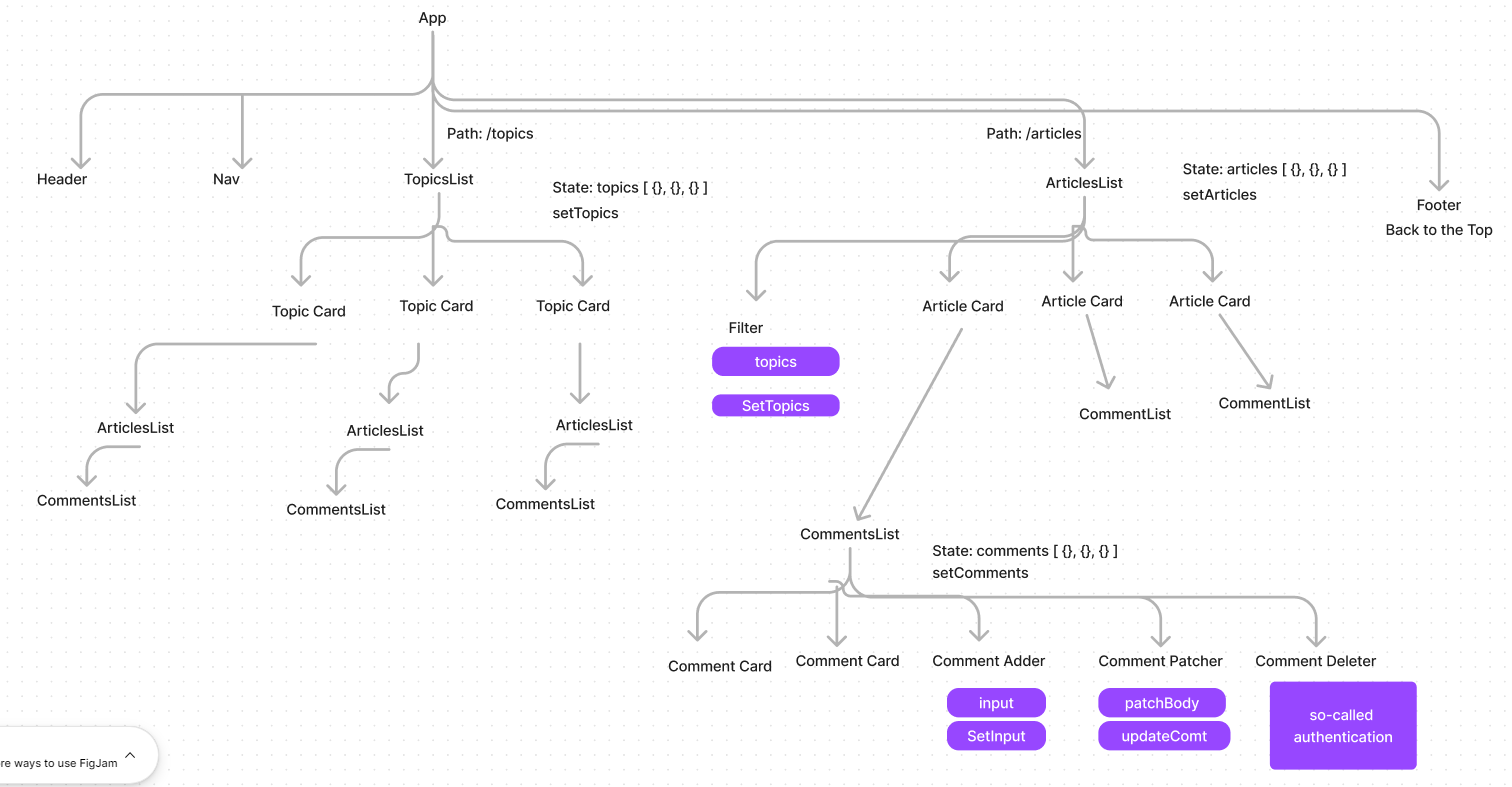 App
Path: /topics
Path: /articles
Header
Nav
TopicsList
State: topics [ {}, {}, {} ]
setTopics
ArticlesList
State: articles [ {}, {}, {} ]
setArticles
Footer
Back to the Top
Topic Card
Topic Card
Topic Card
Filter
topics
SetTopics
Article Card
Article Card
Article Card
ArticlesList
ArticlesList
ArticlesList
CommentList
CommentList
CommentsList
CommentsList
CommentsList
CommentsList
State: comments [ {}, {}, {} ]
setComments
Comment Card
Comment Card
Comment Adder
Comment Patcher
Comment Deleter
input
SetInput
patchBody
updateComt
so-called
authentication
re ways to use FigJam